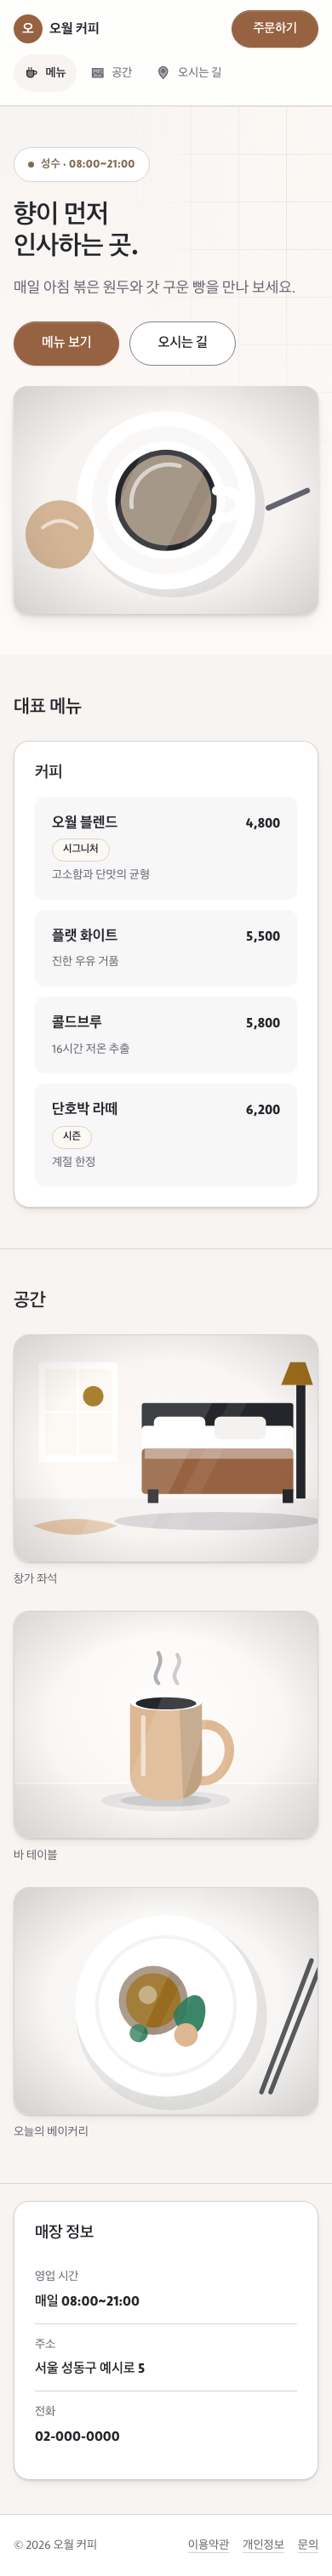 오 오월 커피 주문하기
메뉴 공간 오시는 길
성수 · 08:00~21:00
향이 먼저
인사하는 곳.
매일 아침 볶은 원두와 갓 구운 빵을 만나 보세요.
메뉴 보기 오시는 길
대표 메뉴
커피
오월 블렌드 4,800
시그니처
고소함과 단맛의 균형
플랫 화이트 5,500
진한 우유 거품
콜드브루 5,800
16시간 저온 추출
단호박 라떼 6,200
시즌
계절 한정
공간
창가 좌석
바 테이블
오늘의 베이커리
매장 정보
영업 시간
매일 08:00~21:00
주소
서울 성동구 예시로 5
전화
02-000-0000
© 2026 오월 커피 이용약관 개인정보 문의